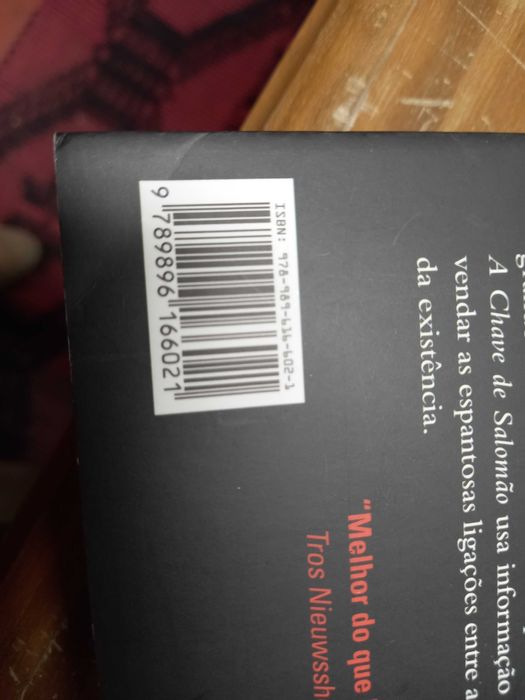 A Chave de Salomão usa informação
vendar as espantosas ligações entre a
da existência.
"Melhor do que
Tros Nieuwssh
ISBN: 978-989-616-602-1
9 789896 166021